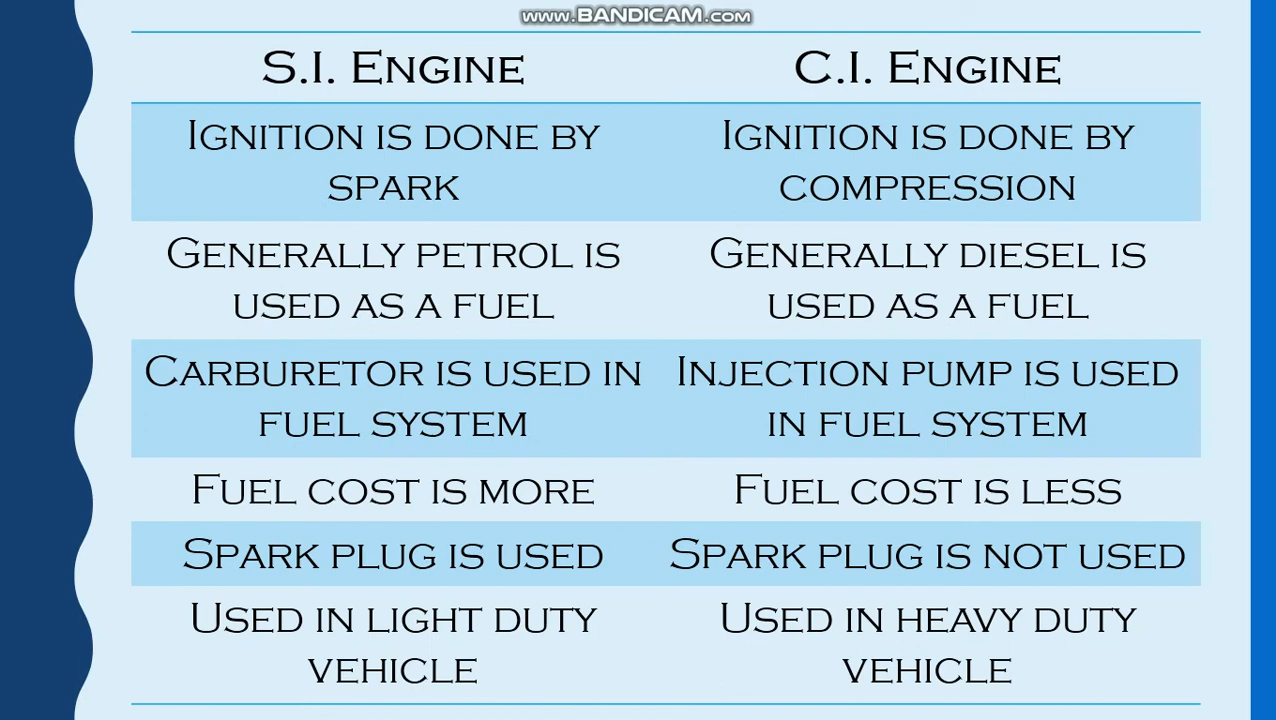 www.BANDICAM.com
S.I. Engine C.I. Engine
Ignition is done by Ignition is done by
spark compression
Generally petrol is Generally diesel is
used as a fuel used as a fuel
Carburetor is used in Injection pump is used
fuel system in fuel system
Fuel cost is more Fuel cost is less
Spark plug is used Spark plug is not used
Used in light duty Used in heavy duty
vehicle vehicle